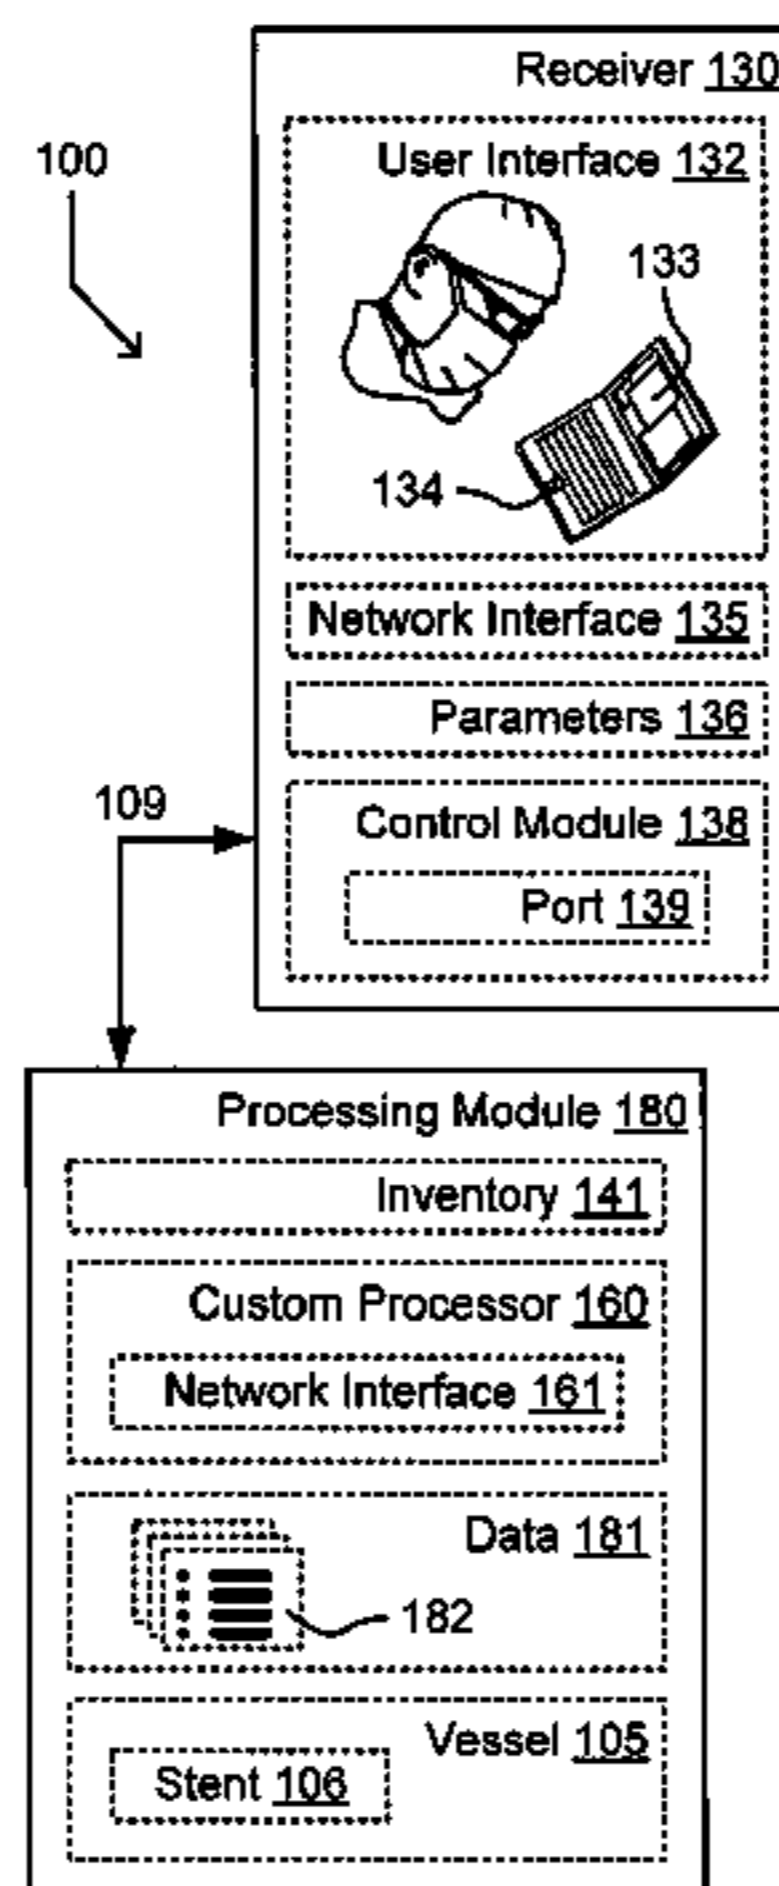 Receiver 130
100
User Interface 132
133
134
Network Interface 135
Parameters 136
109
Control Module 138
Port 139
Processing Module 180
Inventory 141
Custom Processor 160
Network Interface 161
Data 181
182
Vessel 105
Stent 106